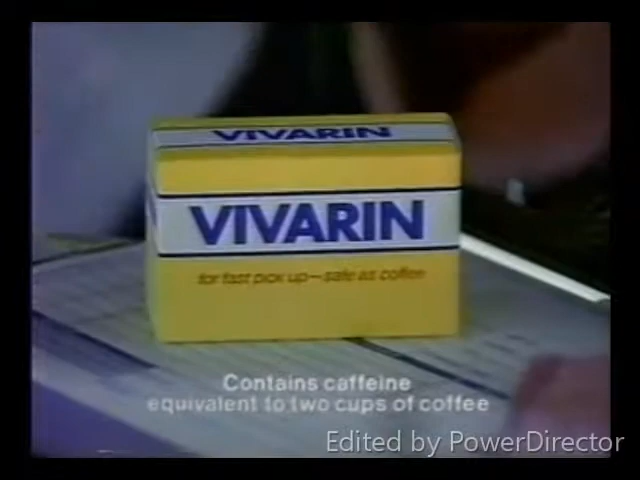 VIVARIN
VIVARIN
for fast pick up—safe as coffee
Contains caffeine
equivalent to two cups of coffee
Edited by PowerDirector